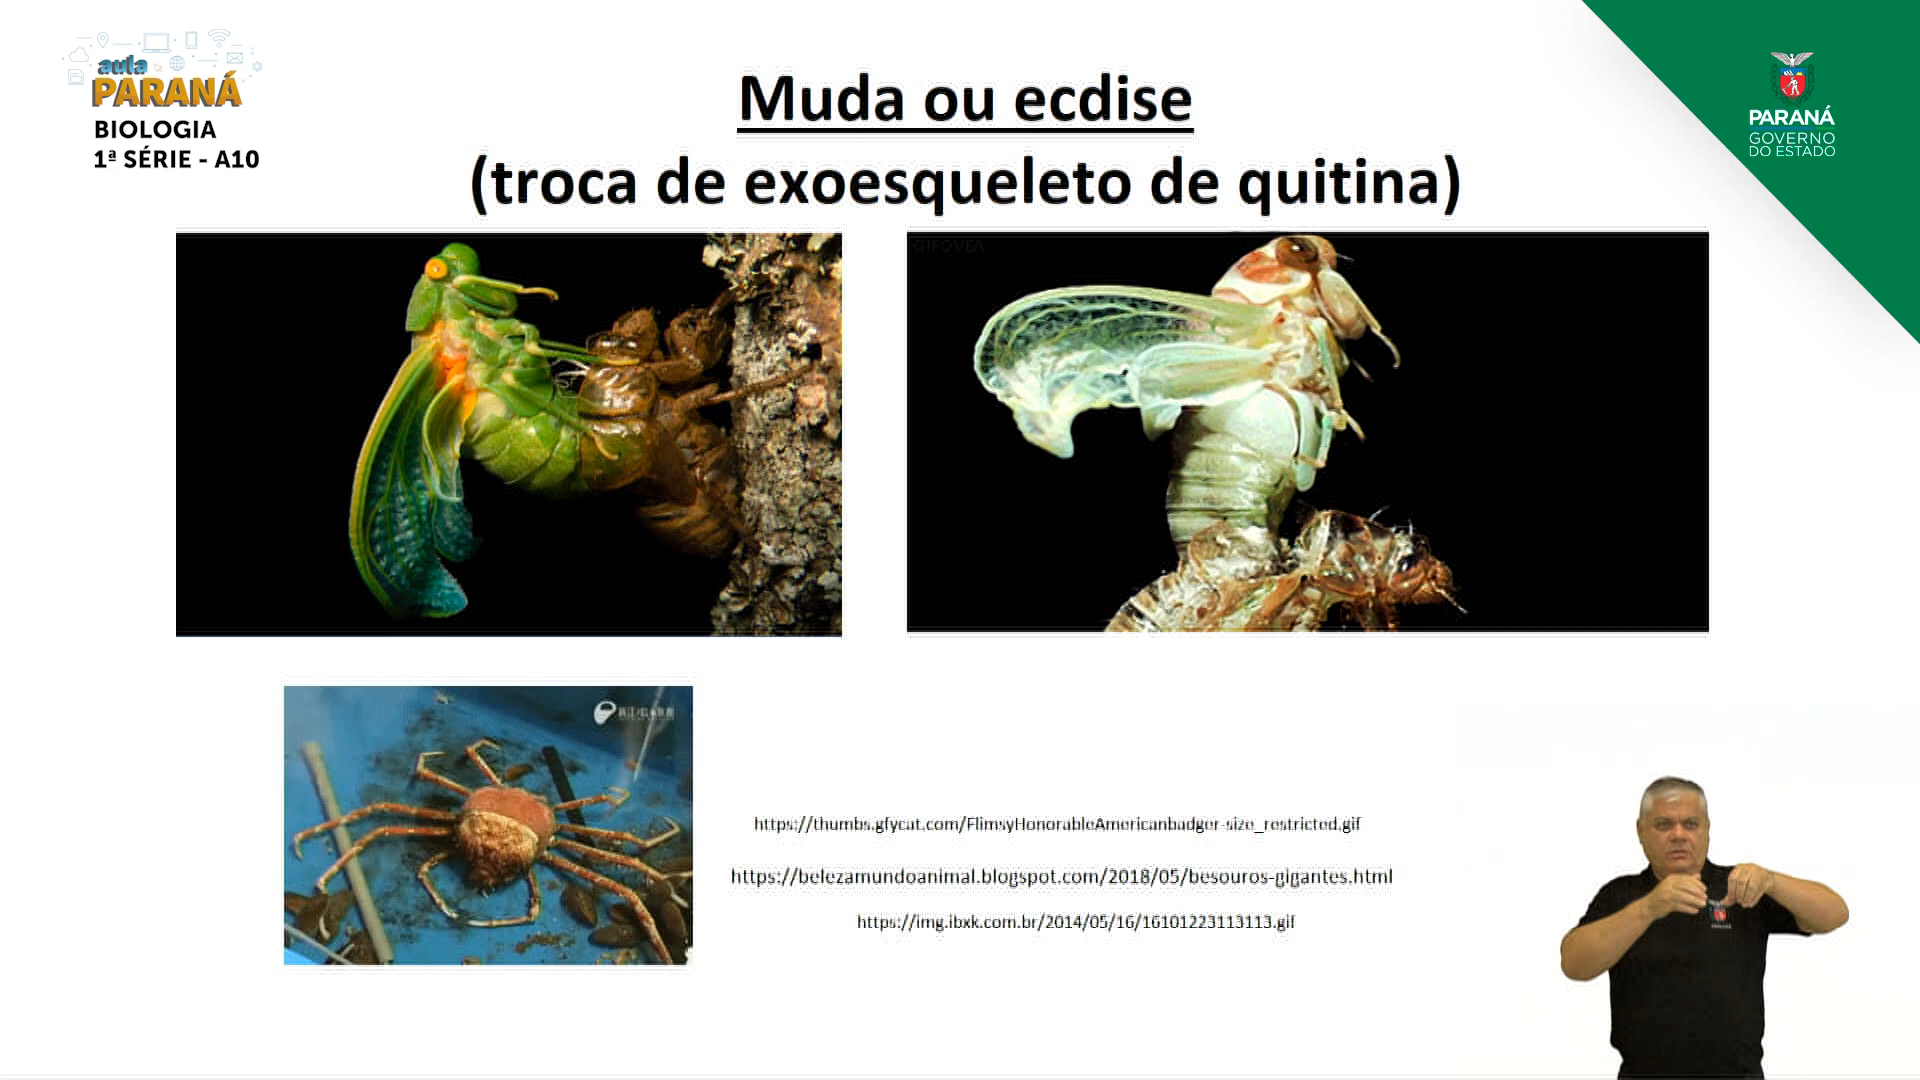 aula
PARANÁ
BIOLOGIA
1ª SÉRIE - A10
Muda ou ecdise
(troca de exoesqueleto de quitina)
PARANÁ
GOVERNO
DO ESTADO
GIFOVEA
https://thumbs.gfycat.com/FlimsyHonorableAmericanbadger-size_restricted.gif
https://belezamundoanimal.blogspot.com/2018/05/besouros-gigantes.html
https://img.ibxk.com.br/2014/05/16/16101223113113.gif